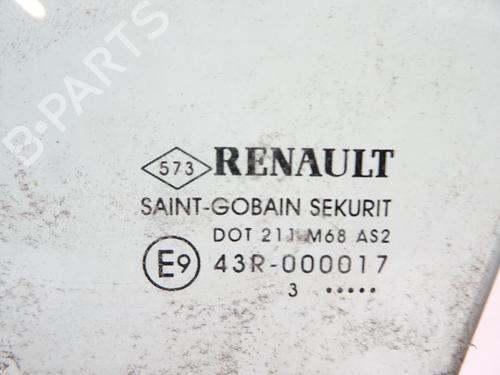 B-PARTS
573 RENAULT
SAINT-GOBAIN SEKURIT
DOT 211 M68 AS2
E9 43R-000017
3 .....